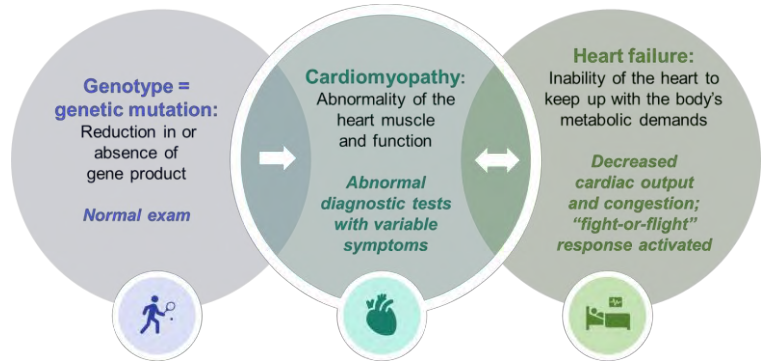 Genotype =
genetic mutation:
Reduction in or
absence of
gene product
Normal exam
Cardiomyopathy:
Abnormality of the
heart muscle
and function
Abnormal
diagnostic tests
with variable
symptoms
Heart failure:
Inability of the heart to
keep up with the body's
metabolic demands
Decreased
cardiac output
and congestion;
"fight-or-flight"
response activated